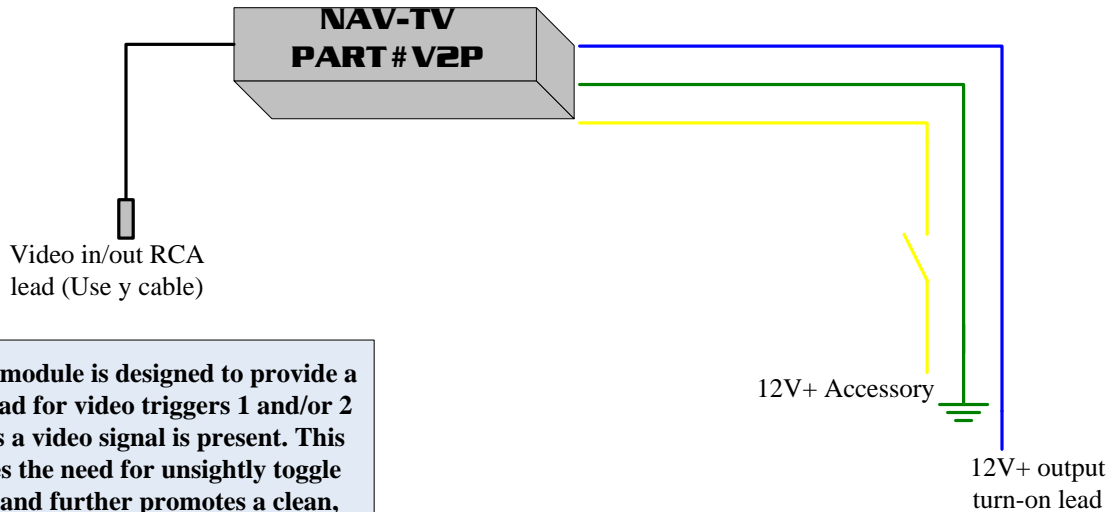 NAV-TV
PART # V2P
Video in/out RCA
lead (Use y cable)
module is designed to provide a
for video triggers 1 and/or 2
a video signal is present. This
the need for unsightly toggle
and further promotes a clean,
12V+ Accessory
12V+ output
turn-on lead